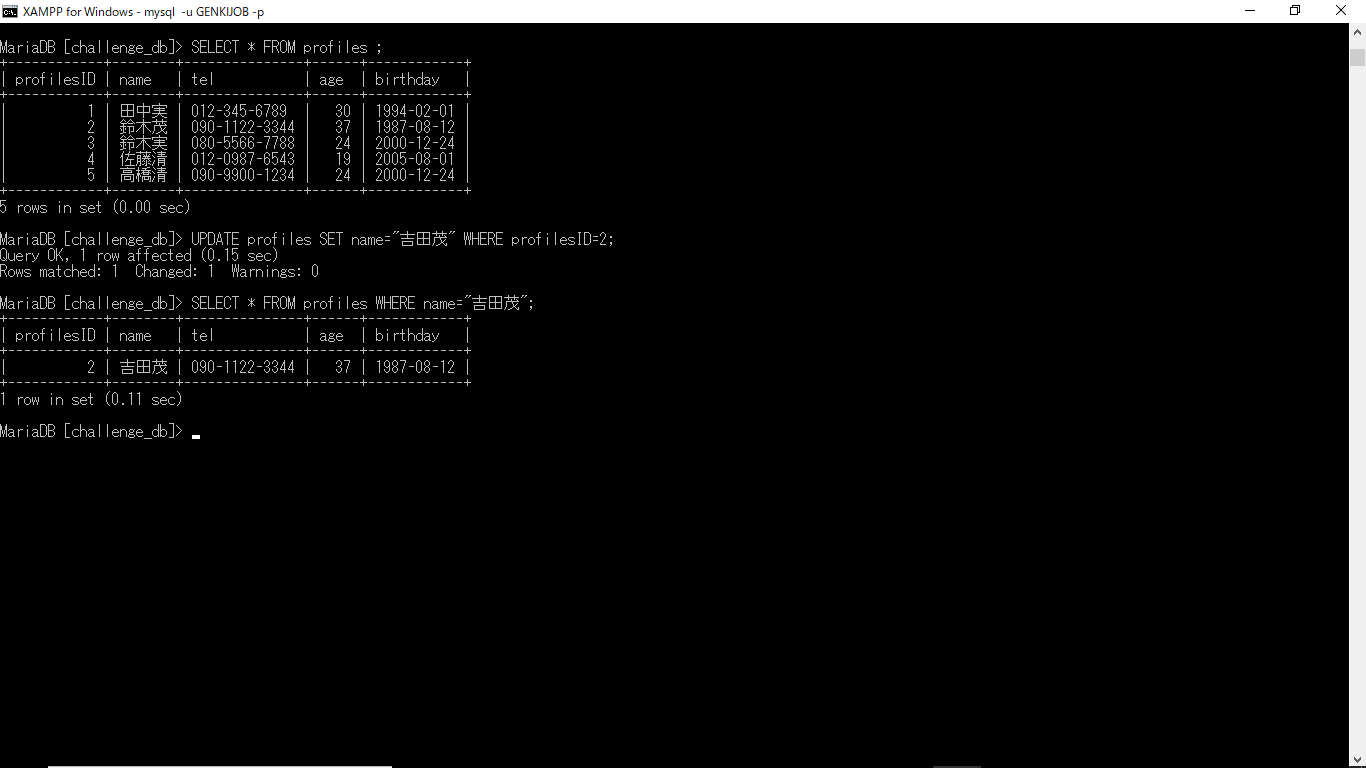 XAMPP for Windows - mysql -u GENKIJOB -p
MariaDB [challenge_db]> SELECT * FROM profiles ;
+------------+--------+--------------+------+------------+
| profilesID | name   | tel          | age  | birthday   |
+------------+--------+--------------+------+------------+
|          1 | 田中実 | 012-345-6789  |   30 | 1994-02-01 |
|          2 | 鈴木茂 | 090-1122-3344 |   37 | 1987-08-12 |
|          3 | 鈴木実 | 080-5566-7788 |   24 | 2000-12-24 |
|          4 | 佐藤清 | 012-0987-6543 |   19 | 2005-08-01 |
|          5 | 高橋清 | 090-9900-1234 |   24 | 2000-12-24 |
+------------+--------+--------------+------+------------+
5 rows in set (0.00 sec)
MariaDB [challenge_db]> UPDATE profiles SET name="吉田茂" WHERE profilesID=2;
Query OK, 1 row affected (0.15 sec)
Rows matched: 1  Changed: 1  Warnings: 0
MariaDB [challenge_db]> SELECT * FROM profiles WHERE name="吉田茂";
+------------+--------+--------------+------+------------+
| profilesID | name   | tel          | age  | birthday   |
+------------+--------+--------------+------+------------+
|          2 | 吉田茂 | 090-1122-3344 |   37 | 1987-08-12 |
+------------+--------+--------------+------+------------+
1 row in set (0.11 sec)
MariaDB [challenge_db]>